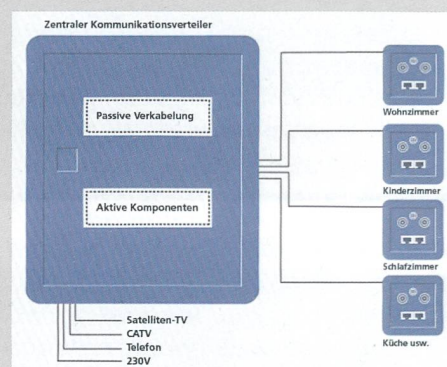 Zentraler Kommunikationsverteiler
Passive Verkabelung
Aktive Komponenten
Wohnzimmer
Kinderzimmer
Schlafzimmer
Küche usw.
Satelliten-TV
CATV
Telefon
230V